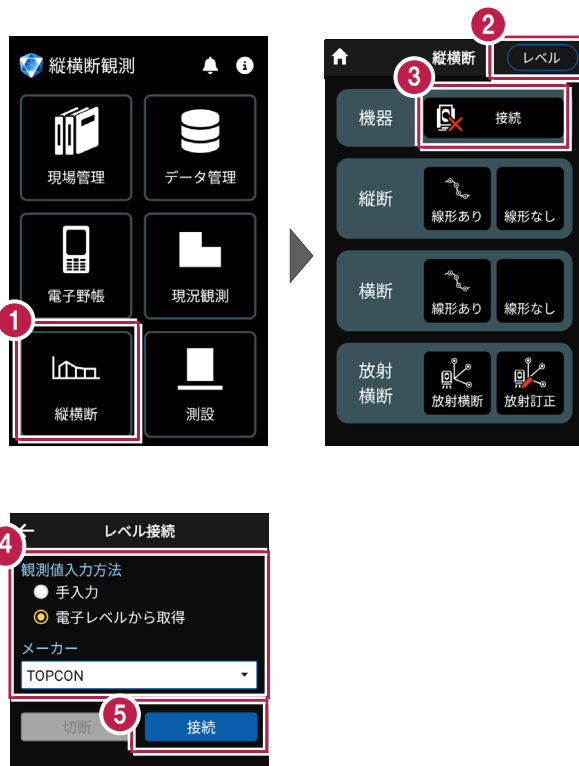 縦横断観測
現場管理
データ管理
電子野帳
現況観測
1
縦横断
測設
2
縦横断
レベル
3
機器
接続
縦断
線形あり
線形なし
横断
線形あり
線形なし
放射
横断
放射横断
放射訂正
レベル接続
4
観測値入力方法
手入力
電子レベルから取得
メーカー
TOPCON
切断
5
接続